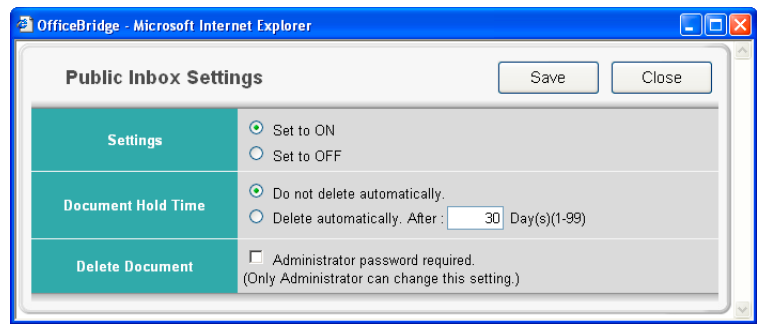 OfficeBridge - Microsoft Internet Explorer
Public Inbox Settings
Save
Close
Settings
Set to ON
Set to OFF
Document Hold Time
Do not delete automatically.
Delete automatically. After : 30 Day(s)(1-99)
Delete Document
Administrator password required.
(Only Administrator can change this setting.)